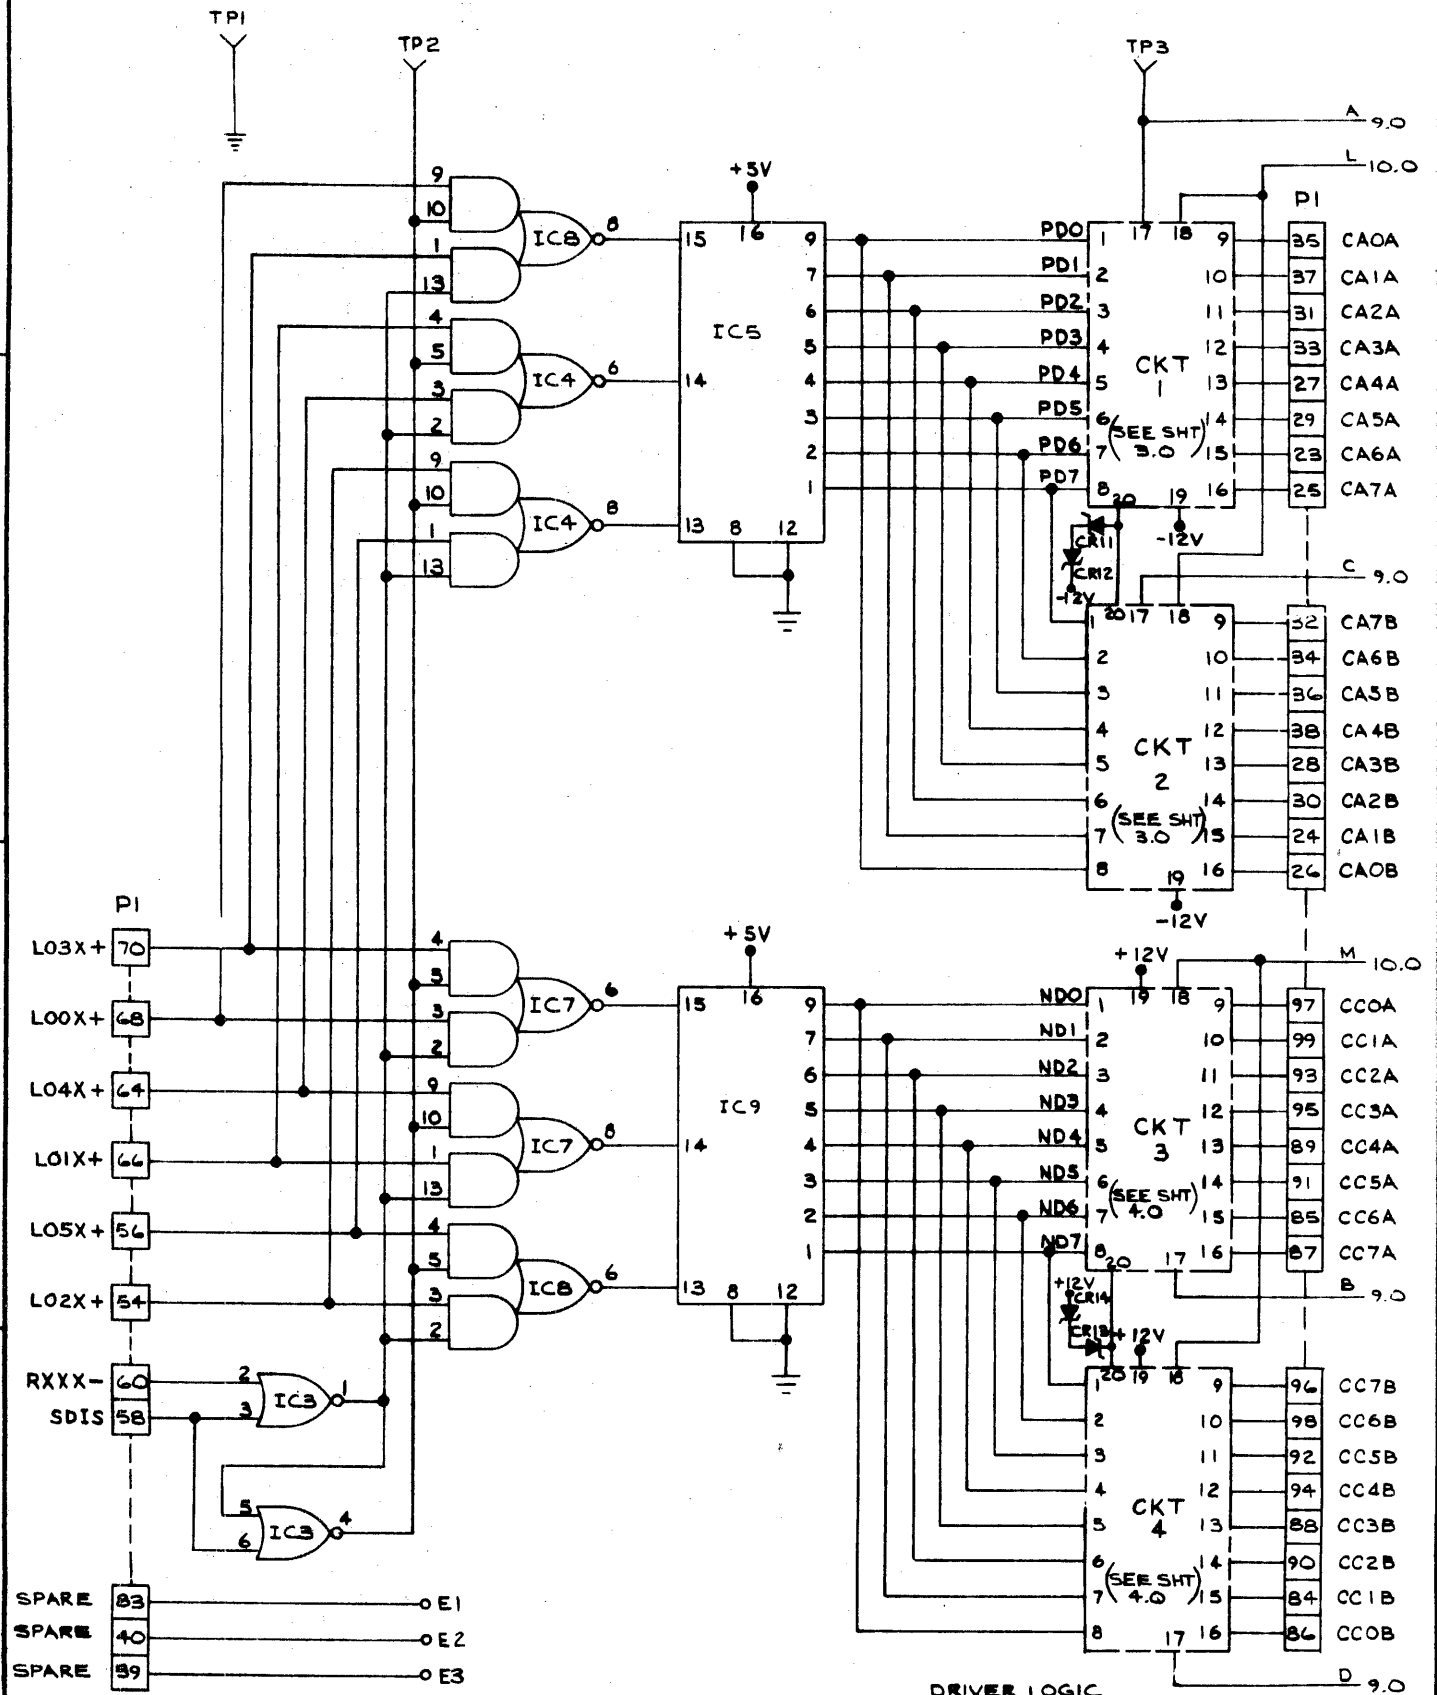 TP1
TP2
TP3
A 9.0
L 10.0
+5V
P1
9
10 IC8 8 15 16 9 PD0 1 17 18 9 35 CA0A
1 7 PD1 2 10 37 CA1A
13 6 PD2 3 11 31 CA2A
4 IC5 5 PD3 4 CKT 12 33 CA3A
5 IC4 6 14 4 PD4 5 1 13 27 CA4A
3 3 PD5 6 (SEE SHT 14 29 CA5A
2 2 PD6 7 3.0) 15 23 CA6A
9 1 PD7 8 20 19 16 25 CA7A
10 IC4 8 13 8 12
1
13
CR11 -12V
CR12
-12V
C 9.0
1 20 17 18 9 32 CA7B
2 10 34 CA6B
3 11 36 CA5B
4 CKT 12 38 CA4B
5 2 13 28 CA3B
6 14 30 CA2B
7 (SEE SHT 3.0) 15 24 CA1B
8 19 16 26 CA0B
-12V
P1
+5V
+12V
M 10.0
L03X+ 70 4
5 IC7 6 15 16 9 ND0 1 19 18 9 97 CC0A
L00X+ 68 3 7 ND1 2 10 99 CC1A
2 6 ND2 3 11 93 CC2A
L04X+ 64 9 IC9 5 ND3 4 CKT 12 95 CC3A
10 IC7 8 14 4 ND4 5 3 13 89 CC4A
L01X+ 66 1 3 ND5 6 (SEE SHT 14 91 CC5A
13 2 ND6 7 4.0) 15 85 CC6A
L05X+ 56 4 1 ND7 8 20 17 16 87 CC7A
5 IC8 6 13 8 12
B 9.0
L02X+ 54 3
2
+12V
CR14
CR13 +12V
RXXX- 60 2 IC3 1
SDIS 58 3
1 20 19 18 9 96 CC7B
2 10 98 CC6B
3 11 92 CC5B
4 CKT 12 94 CC4B
5 4 13 88 CC3B
6 14 90 CC2B
7 (SEE SHT 4.0) 15 84 CC1B
8 17 16 86 CC0B
5 IC3 4
6
SPARE 83 E1
SPARE 40 E2
SPARE 39 E3
D 9.0
DRIVER LOGIC